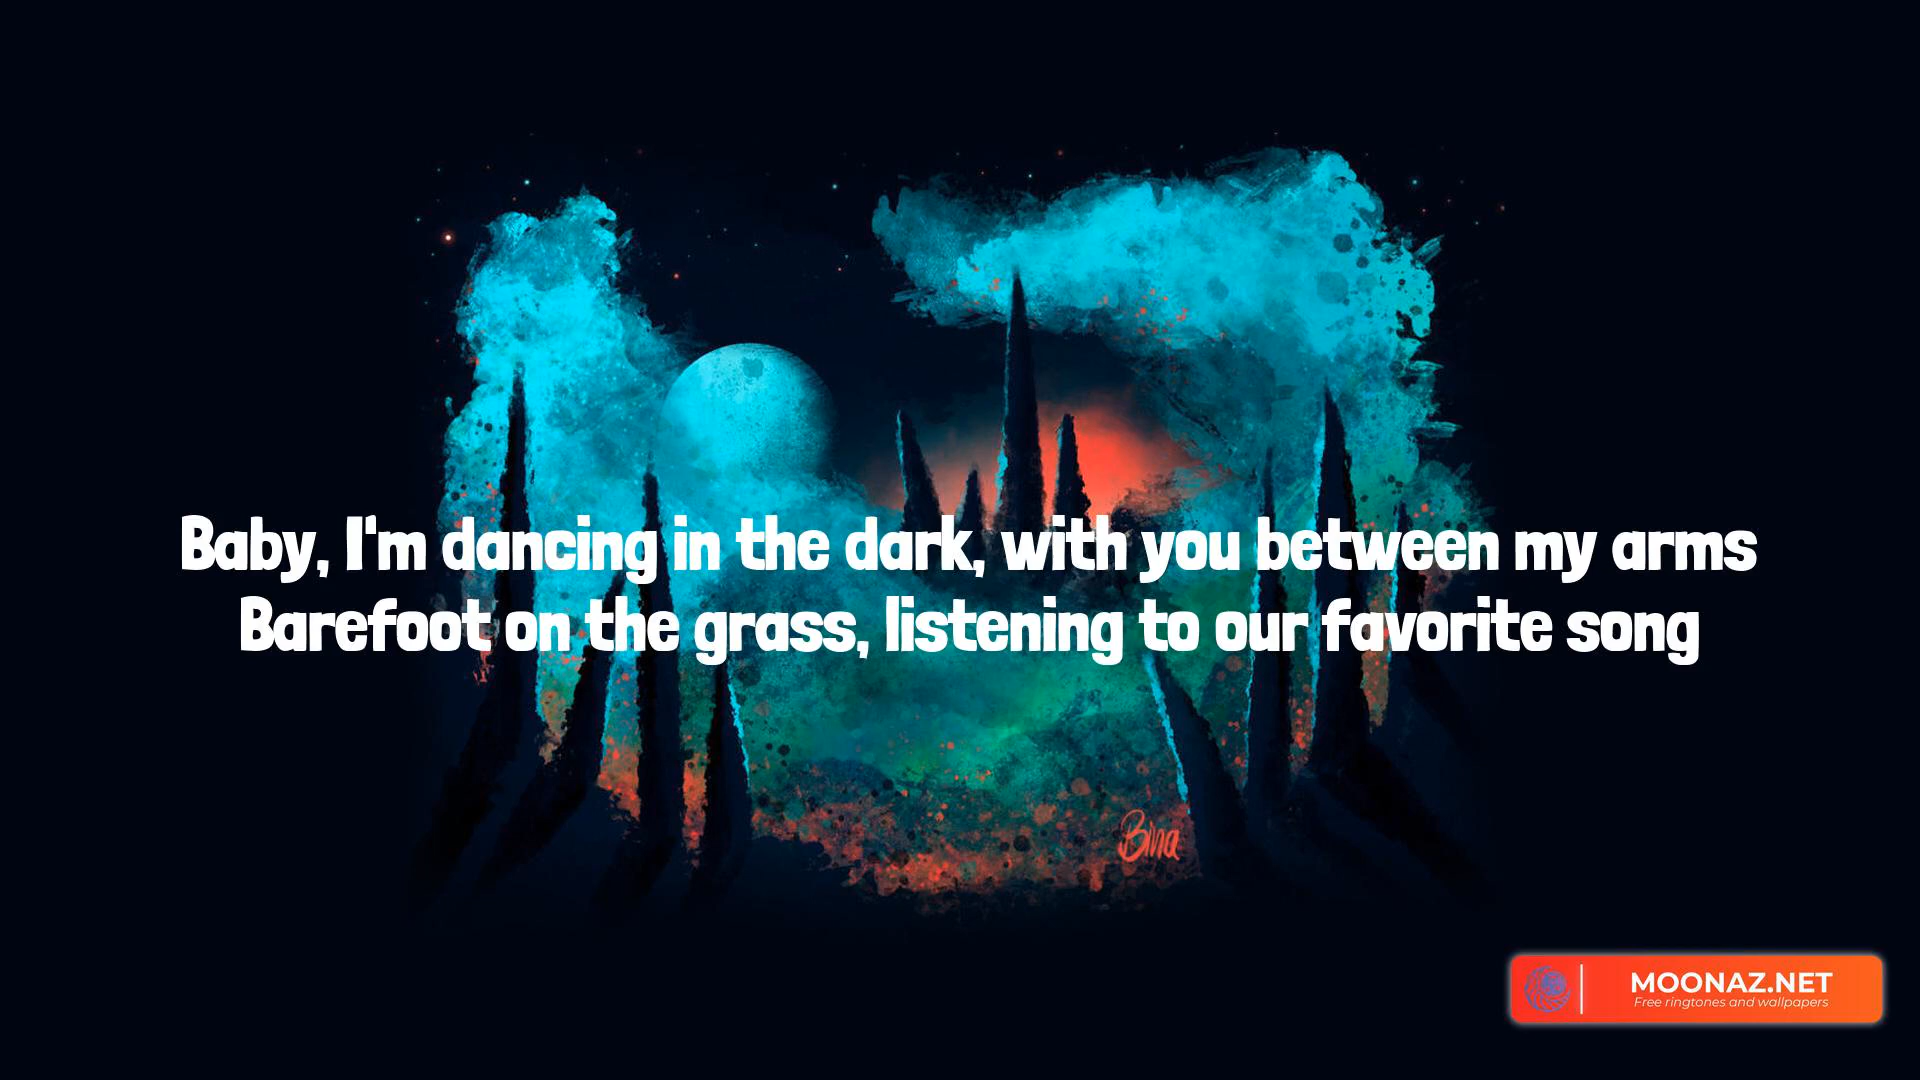 Baby, I'm dancing in the dark, with you between my arms
Barefoot on the grass, listening to our favorite song
Bina
MOONAZ.NET
Free ringtones and wallpapers